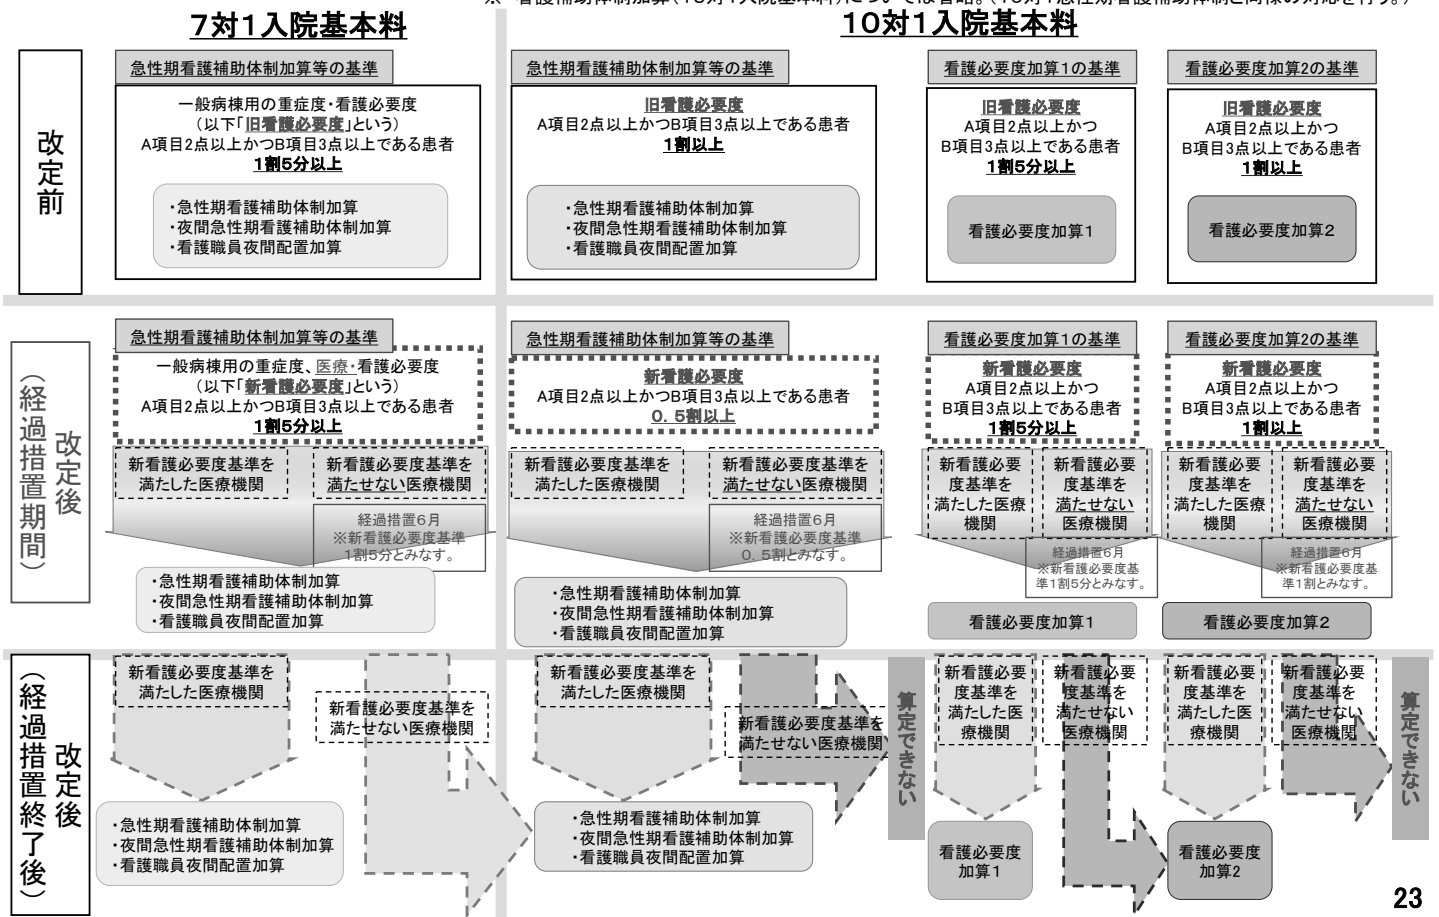 ※ 看護補助体制加算(13対1入院基本料)については省略。(10対1急性期看護補助体制と同様の対応を行う。)
7対1入院基本料
10対1入院基本料
改定前
急性期看護補助体制加算等の基準
一般病棟用の重症度・看護必要度
(以下「旧看護必要度」という)
A項目2点以上かつB項目3点以上である患者
1割5分以上
・急性期看護補助体制加算
・夜間急性期看護補助体制加算
・看護職員夜間配置加算
急性期看護補助体制加算等の基準
旧看護必要度
A項目2点以上かつB項目3点以上である患者
1割以上
・急性期看護補助体制加算
・夜間急性期看護補助体制加算
・看護職員夜間配置加算
看護必要度加算1の基準
旧看護必要度
A項目2点以上かつ
B項目3点以上である患者
1割5分以上
看護必要度加算1
看護必要度加算2の基準
旧看護必要度
A項目2点以上かつ
B項目3点以上である患者
1割以上
看護必要度加算2
改定後
(経過措置期間)
急性期看護補助体制加算等の基準
一般病棟用の重症度、医療・看護必要度
(以下「新看護必要度」という)
A項目2点以上かつB項目3点以上である患者
1割5分以上
新看護必要度基準を
満たした医療機関
新看護必要度基準を
満たせない医療機関
経過措置6月
※新看護必要度基準
1割5分とみなす。
・急性期看護補助体制加算
・夜間急性期看護補助体制加算
・看護職員夜間配置加算
急性期看護補助体制加算等の基準
新看護必要度
A項目2点以上かつB項目3点以上である患者
0.5割以上
新看護必要度基準を
満たした医療機関
新看護必要度基準を
満たせない医療機関
経過措置6月
※新看護必要度基準
0.5割とみなす。
・急性期看護補助体制加算
・夜間急性期看護補助体制加算
・看護職員夜間配置加算
看護必要度加算1の基準
新看護必要度
A項目2点以上かつ
B項目3点以上である患者
1割5分以上
新看護必要
度基準を
満たした医療
機関
新看護必要
度基準を
満たせない
医療機関
経過措置6月
※新看護必要度基
準1割5分とみなす。
看護必要度加算1
看護必要度加算2の基準
新看護必要度
A項目2点以上かつ
B項目3点以上である患者
1割以上
新看護必要
度基準を
満たした医療
機関
新看護必要
度基準を
満たせない
医療機関
経過措置6月
※新看護必要度基
準1割とみなす。
看護必要度加算2
改定後
(経過措置終了後)
新看護必要度基準を
満たした医療機関
新看護必要度基準を
満たせない医療機関
・急性期看護補助体制加算
・夜間急性期看護補助体制加算
・看護職員夜間配置加算
新看護必要度基準を
満たした医療機関
新看護必要度基準を
満たせない医療機関
・急性期看護補助体制加算
・夜間急性期看護補助体制加算
・看護職員夜間配置加算
算定できない
新看護必要
度基準を
満たした医
療機関
新看護必要
度基準を
満たせない
医療機関
看護必要度
加算1
新看護必要
度基準を
満たした医
療機関
新看護必要
度基準を
満たせない
医療機関
看護必要度
加算2
算定できない
23